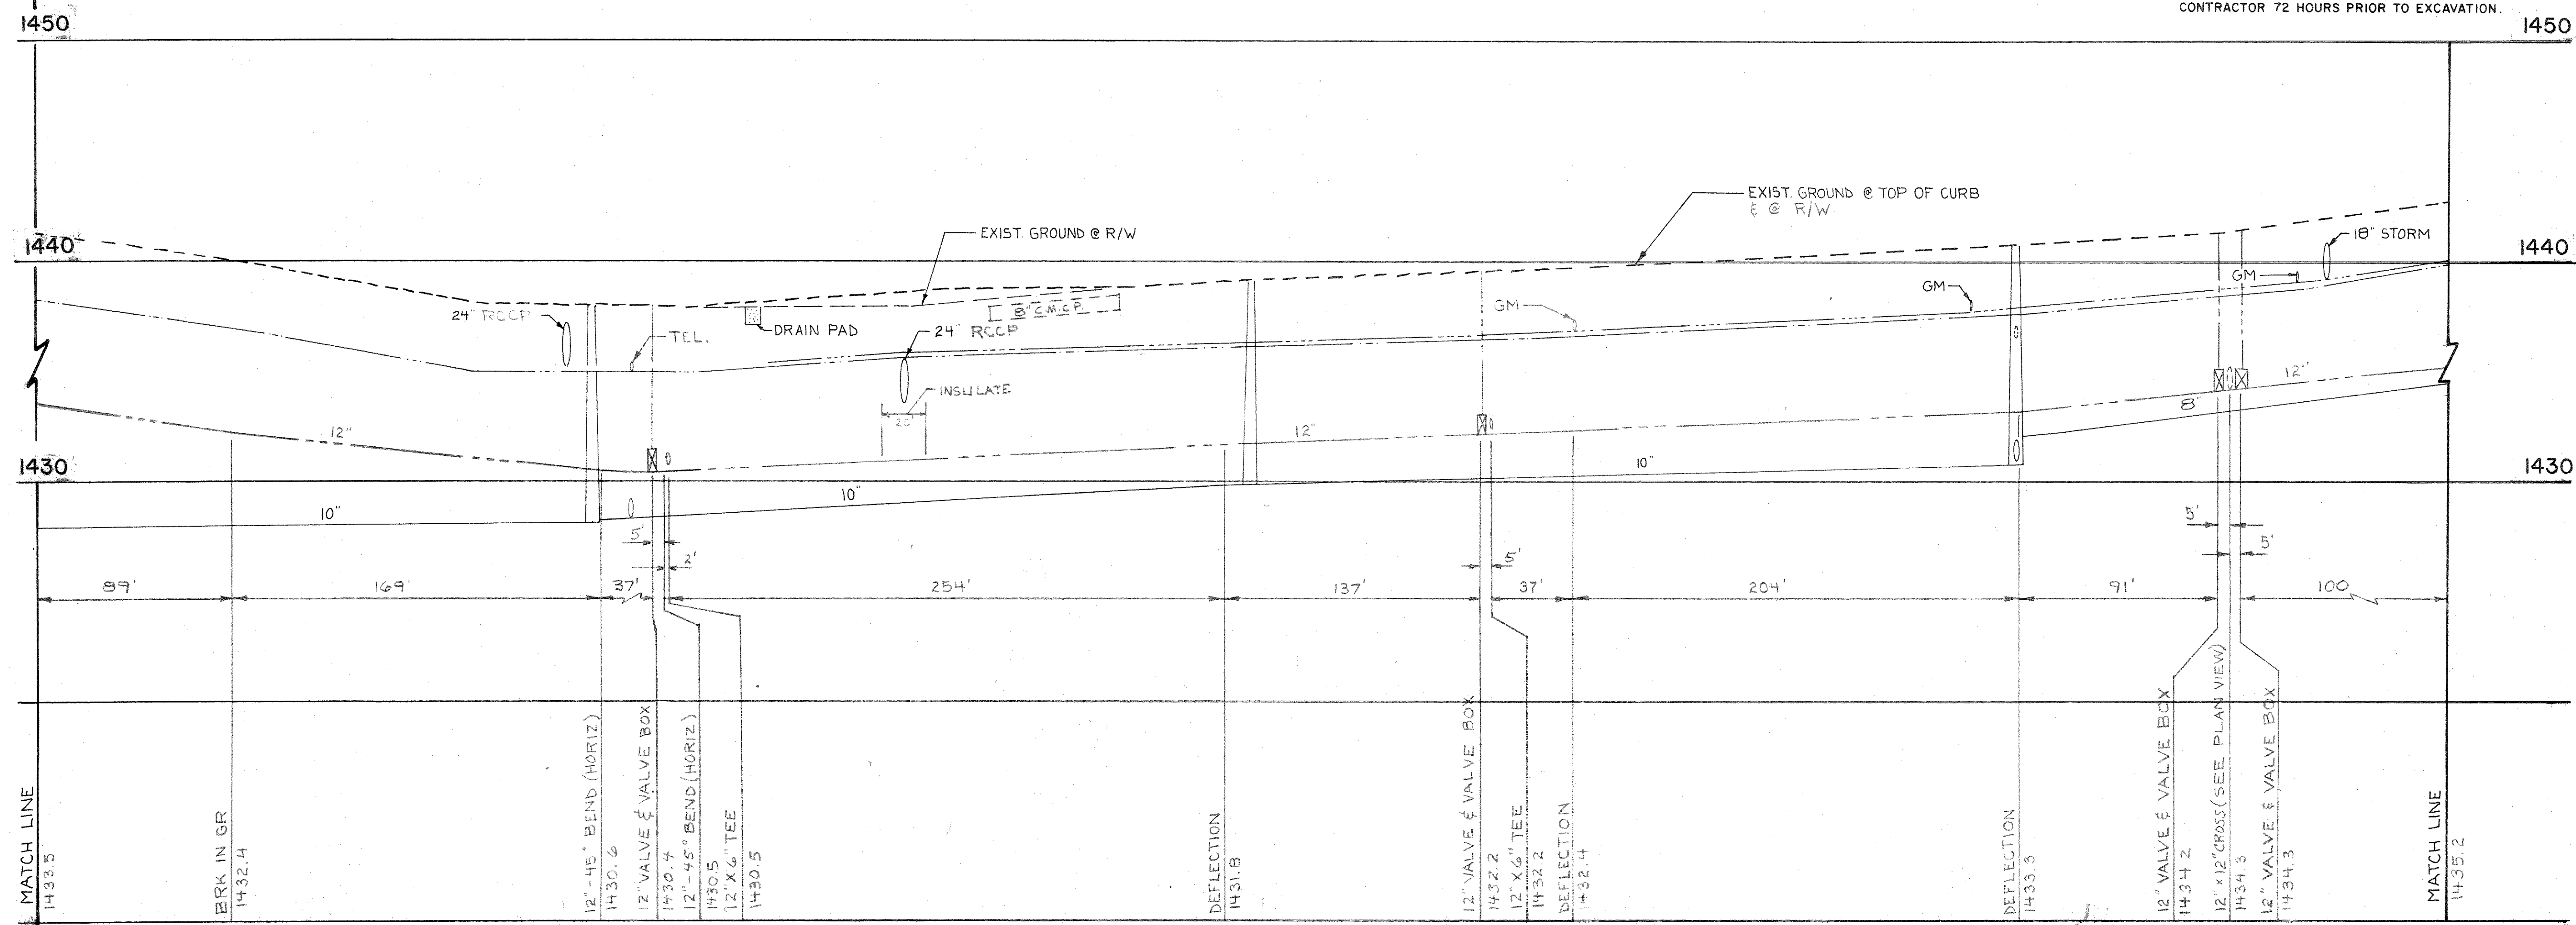 CONTRACTOR 72 HOURS PRIOR TO EXCAVATION.
1450
1450
EXIST. GROUND @ TOP OF CURB
& @ R/W
EXIST. GROUND @ R/W
18" STORM
1440
1440
GM
GM
24" RCCP
8" C.M.C.P.
GM
TEL.
DRAIN PAD
24" RCCP
INSULATE
20'
12"
8"
12"
12"
1430
1430
10"
10"
10"
5'
5'
5'
2'
5'
89'
169'
37'
254'
137'
37'
204'
91'
100
MATCH LINE
1433.5
BRK IN GR
1432.4
12"-45° BEND (HORIZ)
1430.6
12" VALVE & VALVE BOX
1430.4
12"-45° BEND (HORIZ)
1430.5
12"X6" TEE
1430.5
DEFLECTION
1431.8
12" VALVE & VALVE BOX
1432.2
12"X6" TEE
1432.2
DEFLECTION
1432.4
DEFLECTION
1433.3
12" VALVE & VALVE BOX
1434.2
12"x12" CROSS (SEE PLAN VIEW)
1434.3
12" VALVE & VALVE BOX
1434.3
MATCH LINE
1435.2